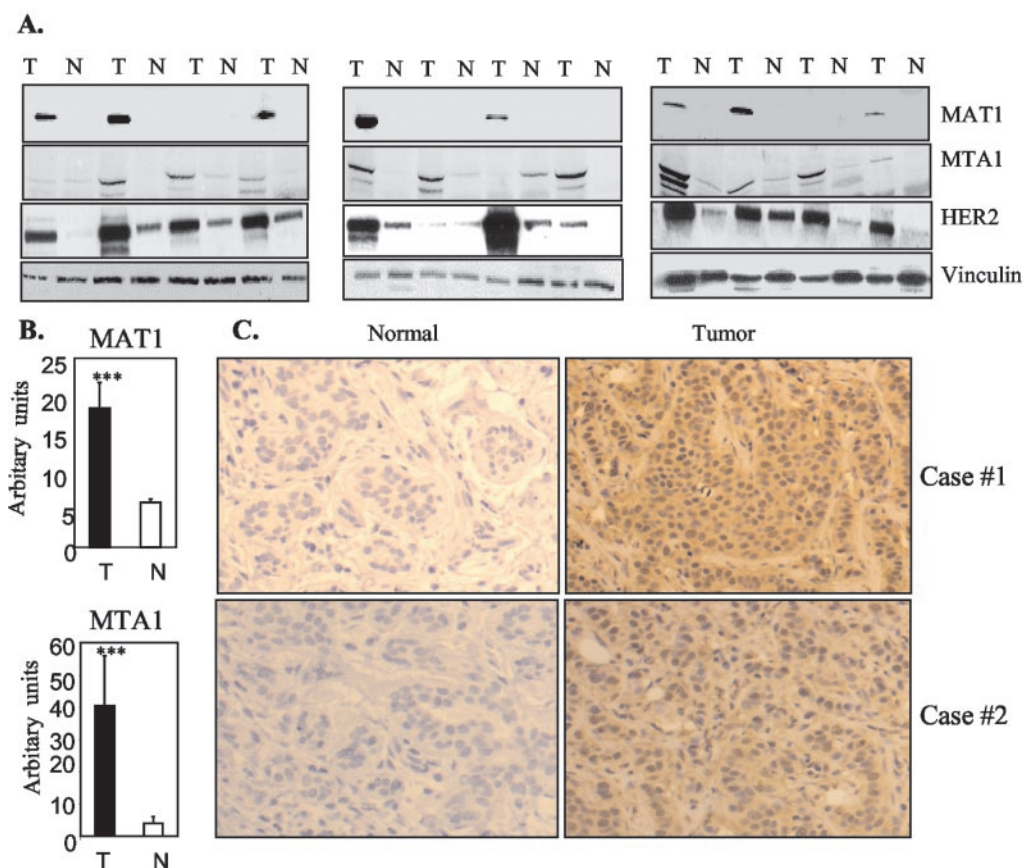 A.
T N T N T N T N
T N T N T N T N
T N T N T N T N
MAT1
MTA1
HER2
Vinculin
B.
MAT1
Arbitary units
25
20
15
10
5
0
*** 
T N
MTA1
Arbitary units
60
50
40
30
20
10
0
***
T N
C.
Normal Tumor
Case #1
Case #2